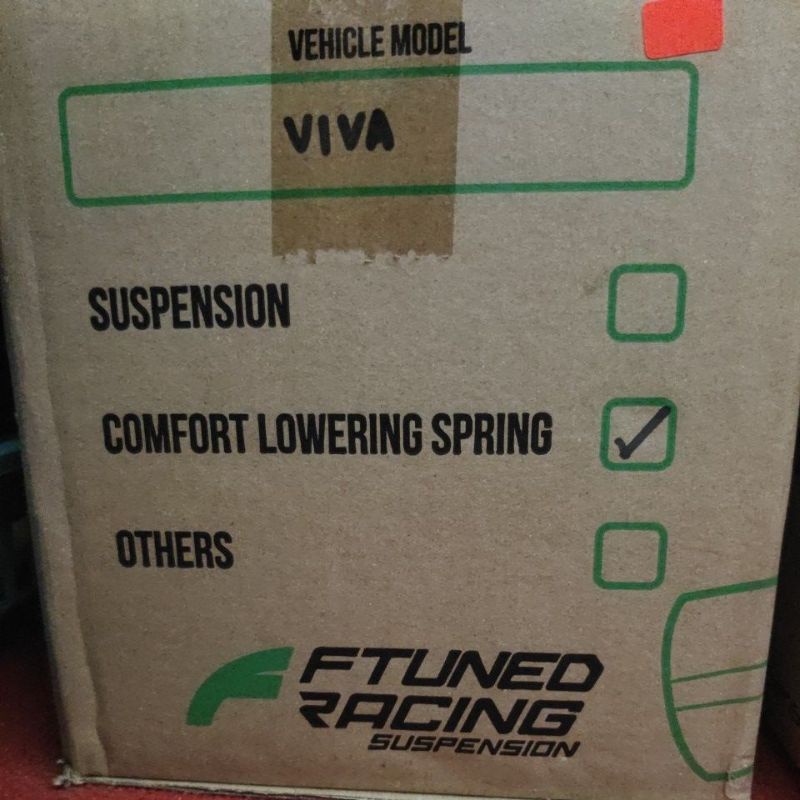 VEHICLE MODEL
VIVA
SUSPENSION
COMFORT LOWERING SPRING
OTHERS
FTUNED
RACING
SUSPENSION